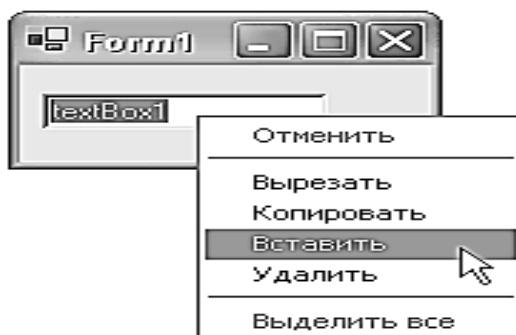 Form1
textBox1
Отменить
Вырезать
Копировать
Вставить
Удалить
Выделить все